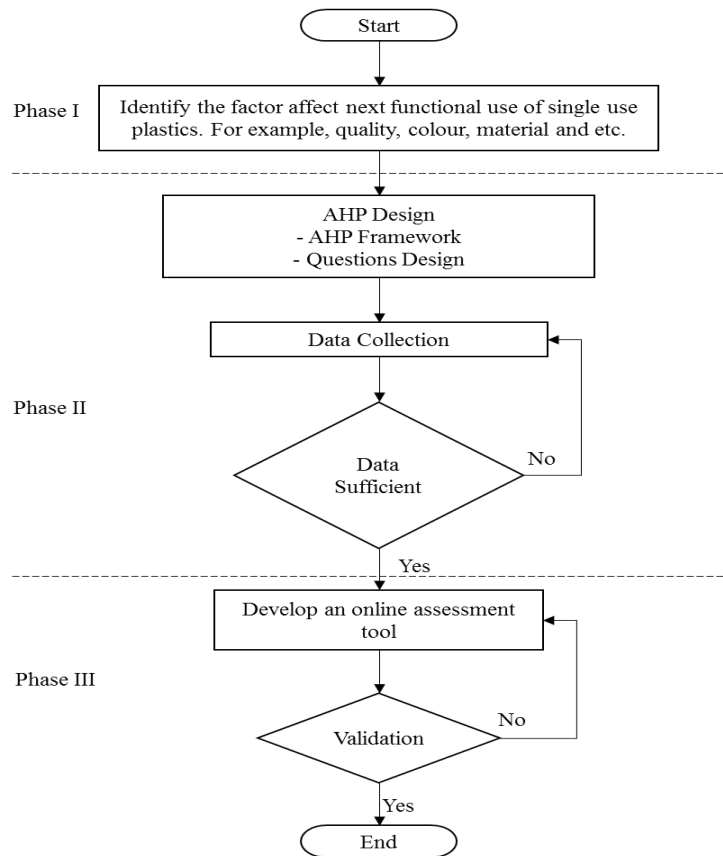 Start
Phase I
Identify the factor affect next functional use of single use
plastics. For example, quality, colour, material and etc.
AHP Design
- AHP Framework
- Questions Design
Data Collection
Phase II
Data
Sufficient
No
Yes
Develop an online assessment
tool
Phase III
Validation
No
Yes
End